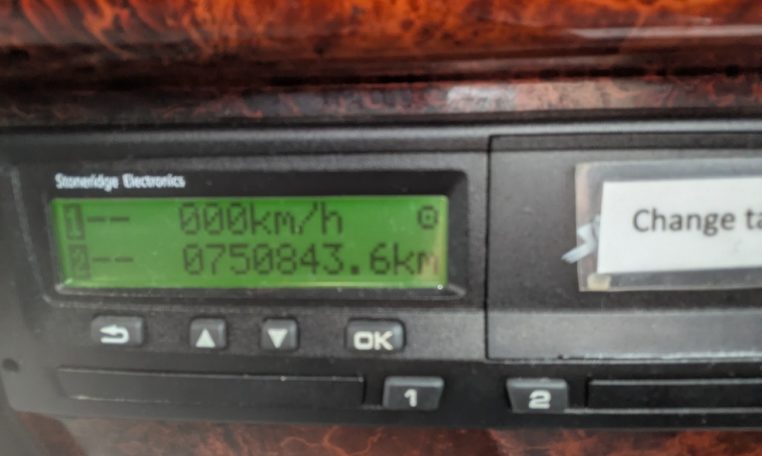 Stoneridge Electronics
1-- 000km/h
2-- 0750843.6km
Change ta
OK
1
2